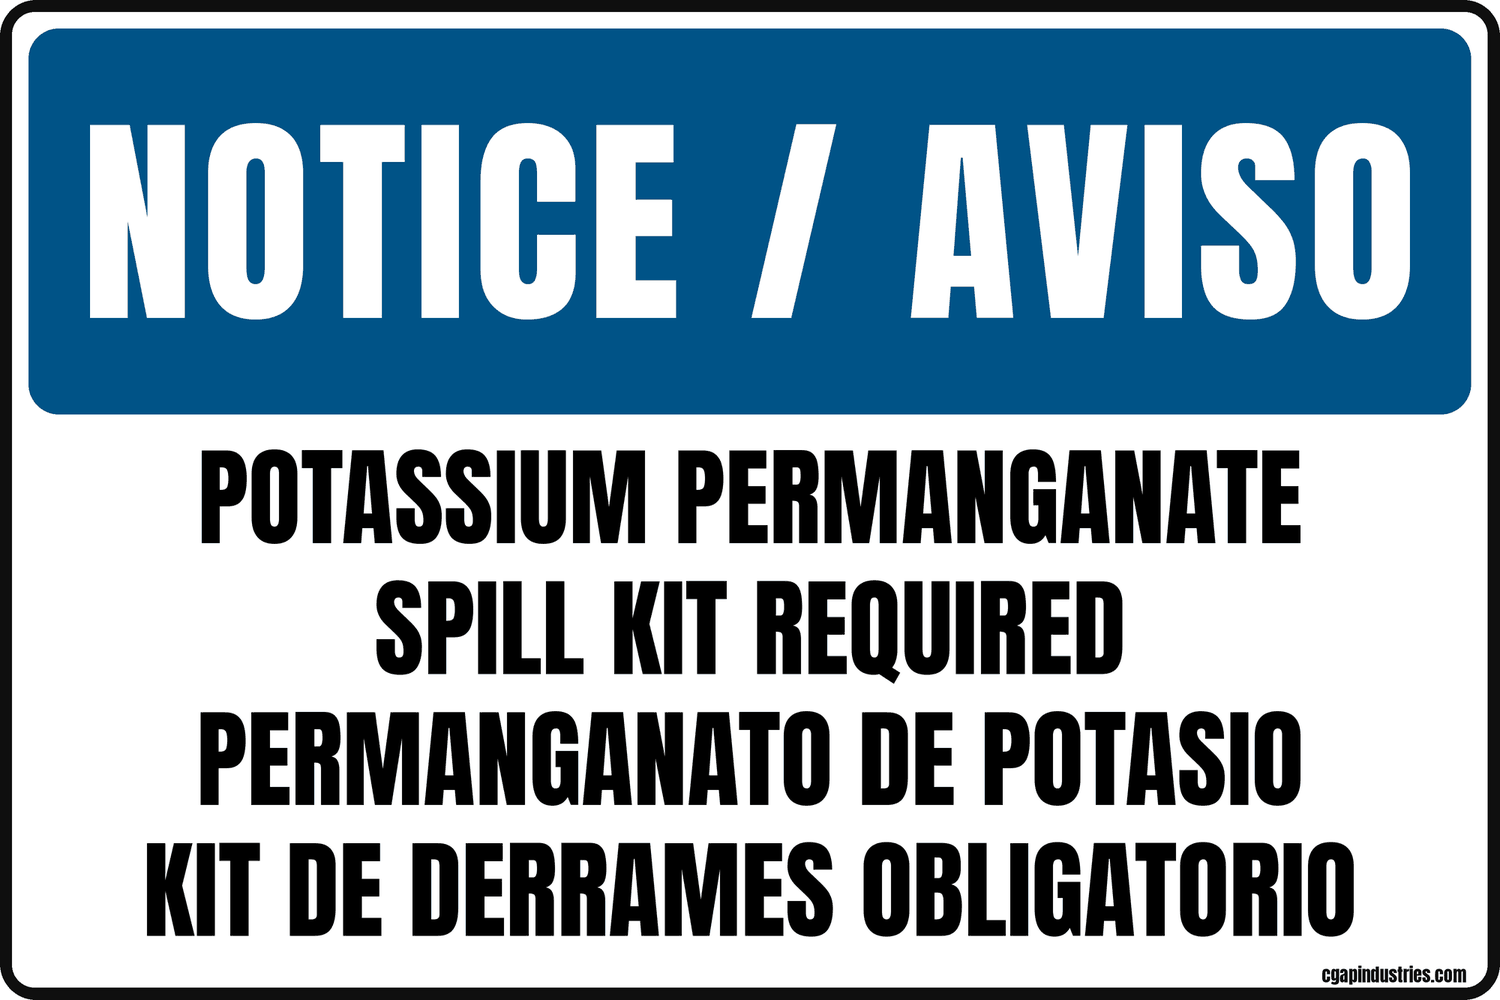 NOTICE / AVISO
POTASSIUM PERMANGANATE
SPILL KIT REQUIRED
PERMANGANATO DE POTASIO
KIT DE DERRAMES OBLIGATORIO
cgapindustries.com